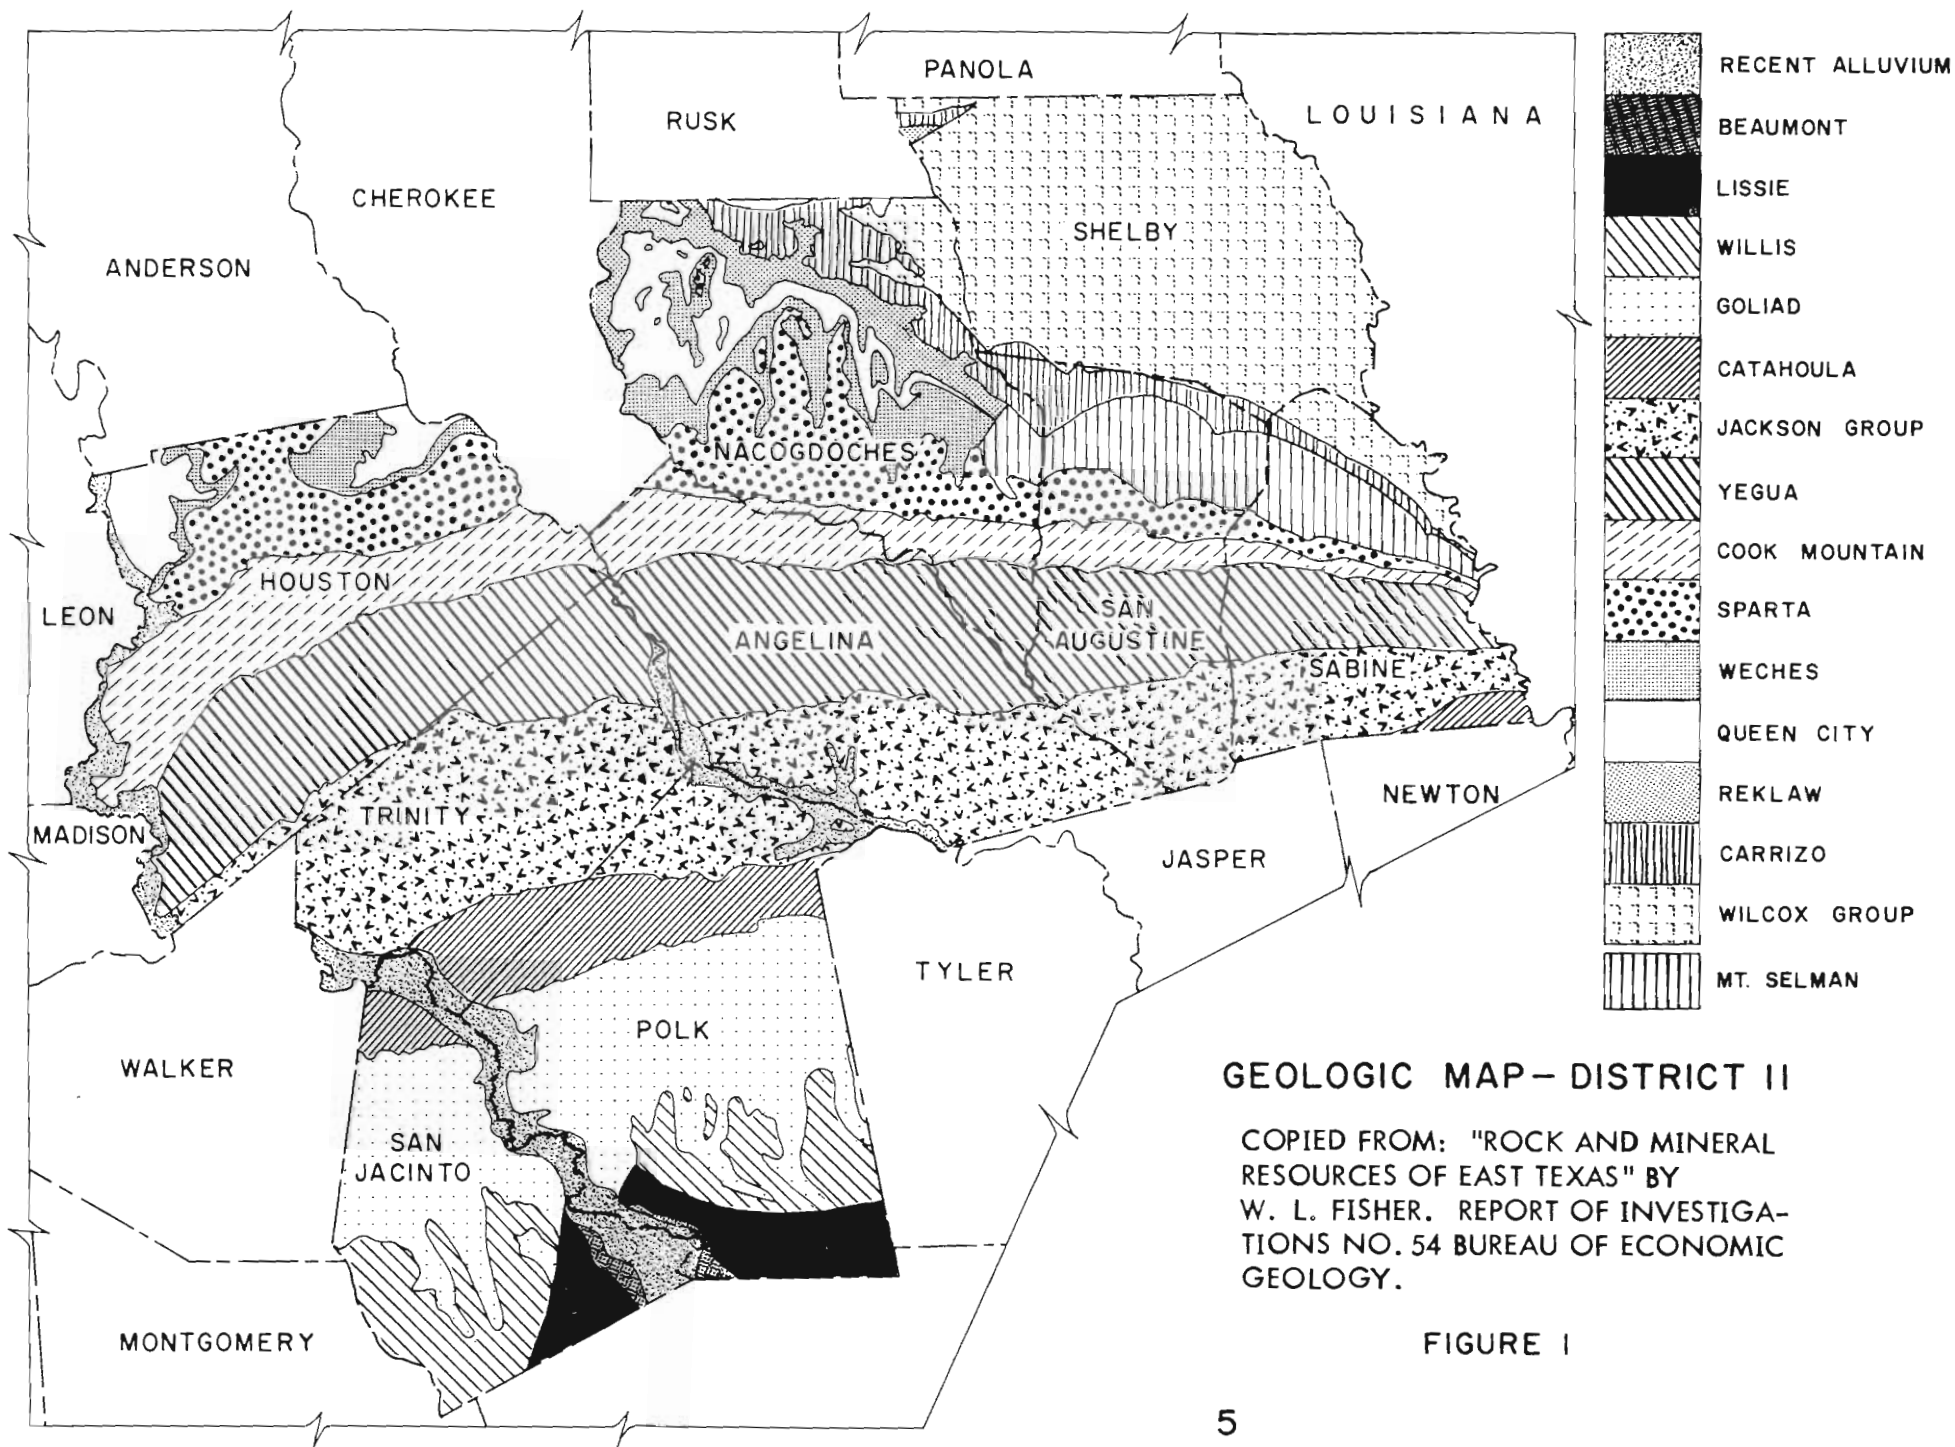 PANOLA
RUSK
LOUISIANA
CHEROKEE
SHELBY
ANDERSON
NACOGDOCHES
HOUSTON
LEON
SAN
AUGUSTINE
ANGELINA
SABINE
TRINITY
NEWTON
MADISON
JASPER
TYLER
POLK
WALKER
SAN
JACINTO
MONTGOMERY
RECENT ALLUVIUM
BEAUMONT
LISSIE
WILLIS
GOLIAD
CATAHOULA
JACKSON GROUP
YEGUA
COOK MOUNTAIN
SPARTA
WECHES
QUEEN CITY
REKLAW
CARRIZO
WILCOX GROUP
MT. SELMAN
GEOLOGIC MAP – DISTRICT II
COPIED FROM: "ROCK AND MINERAL
RESOURCES OF EAST TEXAS" BY
W. L. FISHER. REPORT OF INVESTIGA-
TIONS NO. 54 BUREAU OF ECONOMIC
GEOLOGY.
FIGURE I
5